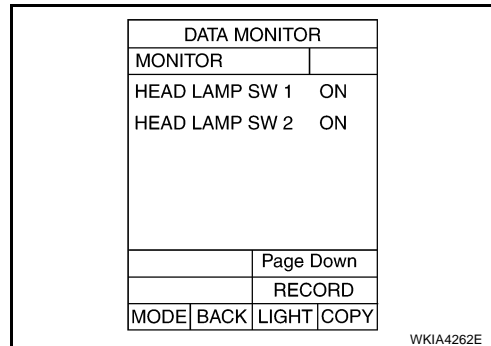 DATA MONITOR
MONITOR
HEAD LAMP SW 1 ON
HEAD LAMP SW 2 ON
Page Down
RECORD
MODE BACK LIGHT COPY
WKIA4262E